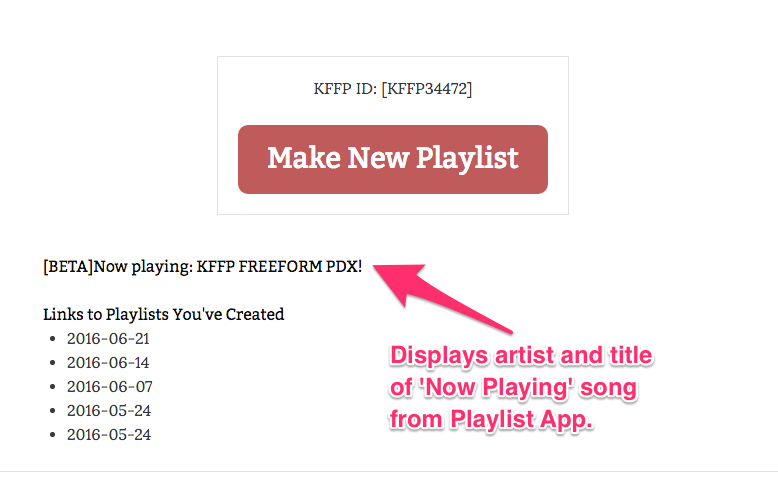 KFFP ID: [KFFP34472]
Make New Playlist
[BETA]Now playing: KFFP FREEFORM PDX!
Links to Playlists You've Created
• 2016-06-21
• 2016-06-14
• 2016-06-07
• 2016-05-24
• 2016-05-24
Displays artist and title
of 'Now Playing' song
from Playlist App.